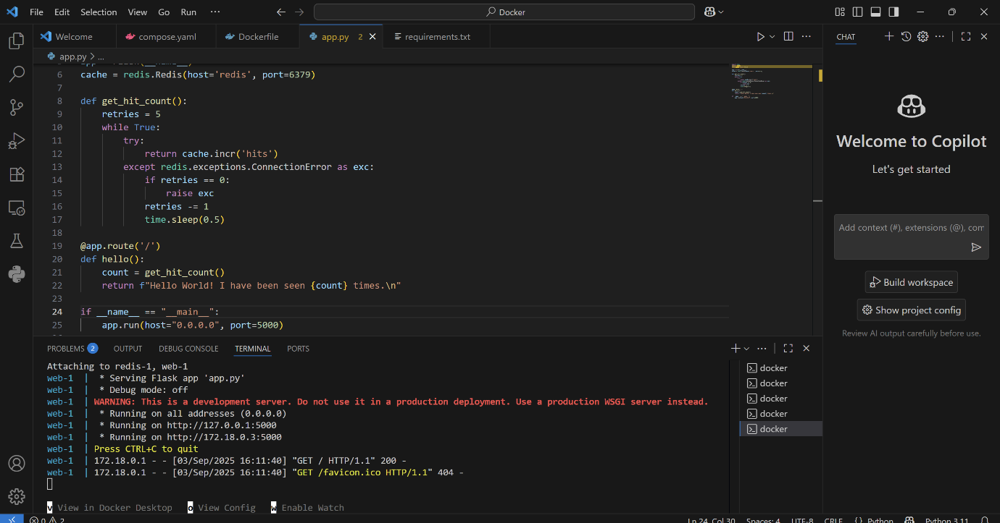 File Edit Selection View Go Run ··· Docker
Welcome compose.yaml Dockerfile app.py 2 requirements.txt
CHAT
app.py > ...
6 cache = redis.Redis(host='redis', port=6379)
7
8 def get_hit_count():
9 retries = 5
10 while True:
11 try:
12 return cache.incr('hits')
13 except redis.exceptions.ConnectionError as exc:
14 if retries == 0:
15 raise exc
16 retries -= 1
17 time.sleep(0.5)
18
19 @app.route('/')
20 def hello():
21 count = get_hit_count()
22 return f"Hello World! I have been seen {count} times.\n"
23
24 if __name__ == "__main__":
25 app.run(host="0.0.0.0", port=5000)
PROBLEMS 2 OUTPUT DEBUG CONSOLE TERMINAL PORTS
Attaching to redis-1, web-1
web-1 | * Serving Flask app 'app.py'
web-1 | * Debug mode: off
web-1 | WARNING: This is a development server. Do not use it in a production deployment. Use a production WSGI server instead.
web-1 | * Running on all addresses (0.0.0.0)
web-1 | * Running on http://127.0.0.1:5000
web-1 | * Running on http://172.18.0.3:5000
web-1 | Press CTRL+C to quit
web-1 | 172.18.0.1 - - [03/Sep/2025 16:11:40] "GET / HTTP/1.1" 200 -
web-1 | 172.18.0.1 - - [03/Sep/2025 16:11:40] "GET /favicon.ico HTTP/1.1" 404 -
v View in Docker Desktop o View Config w Enable Watch
docker
docker
docker
docker
docker
Welcome to Copilot
Let's get started
Add context (#), extensions (@), com
Build workspace
Show project config
Review AI output carefully before use.
0 2 Ln 24, Col 30 Spaces: 4 UTF-8 CRLF {} Python Python 3.11